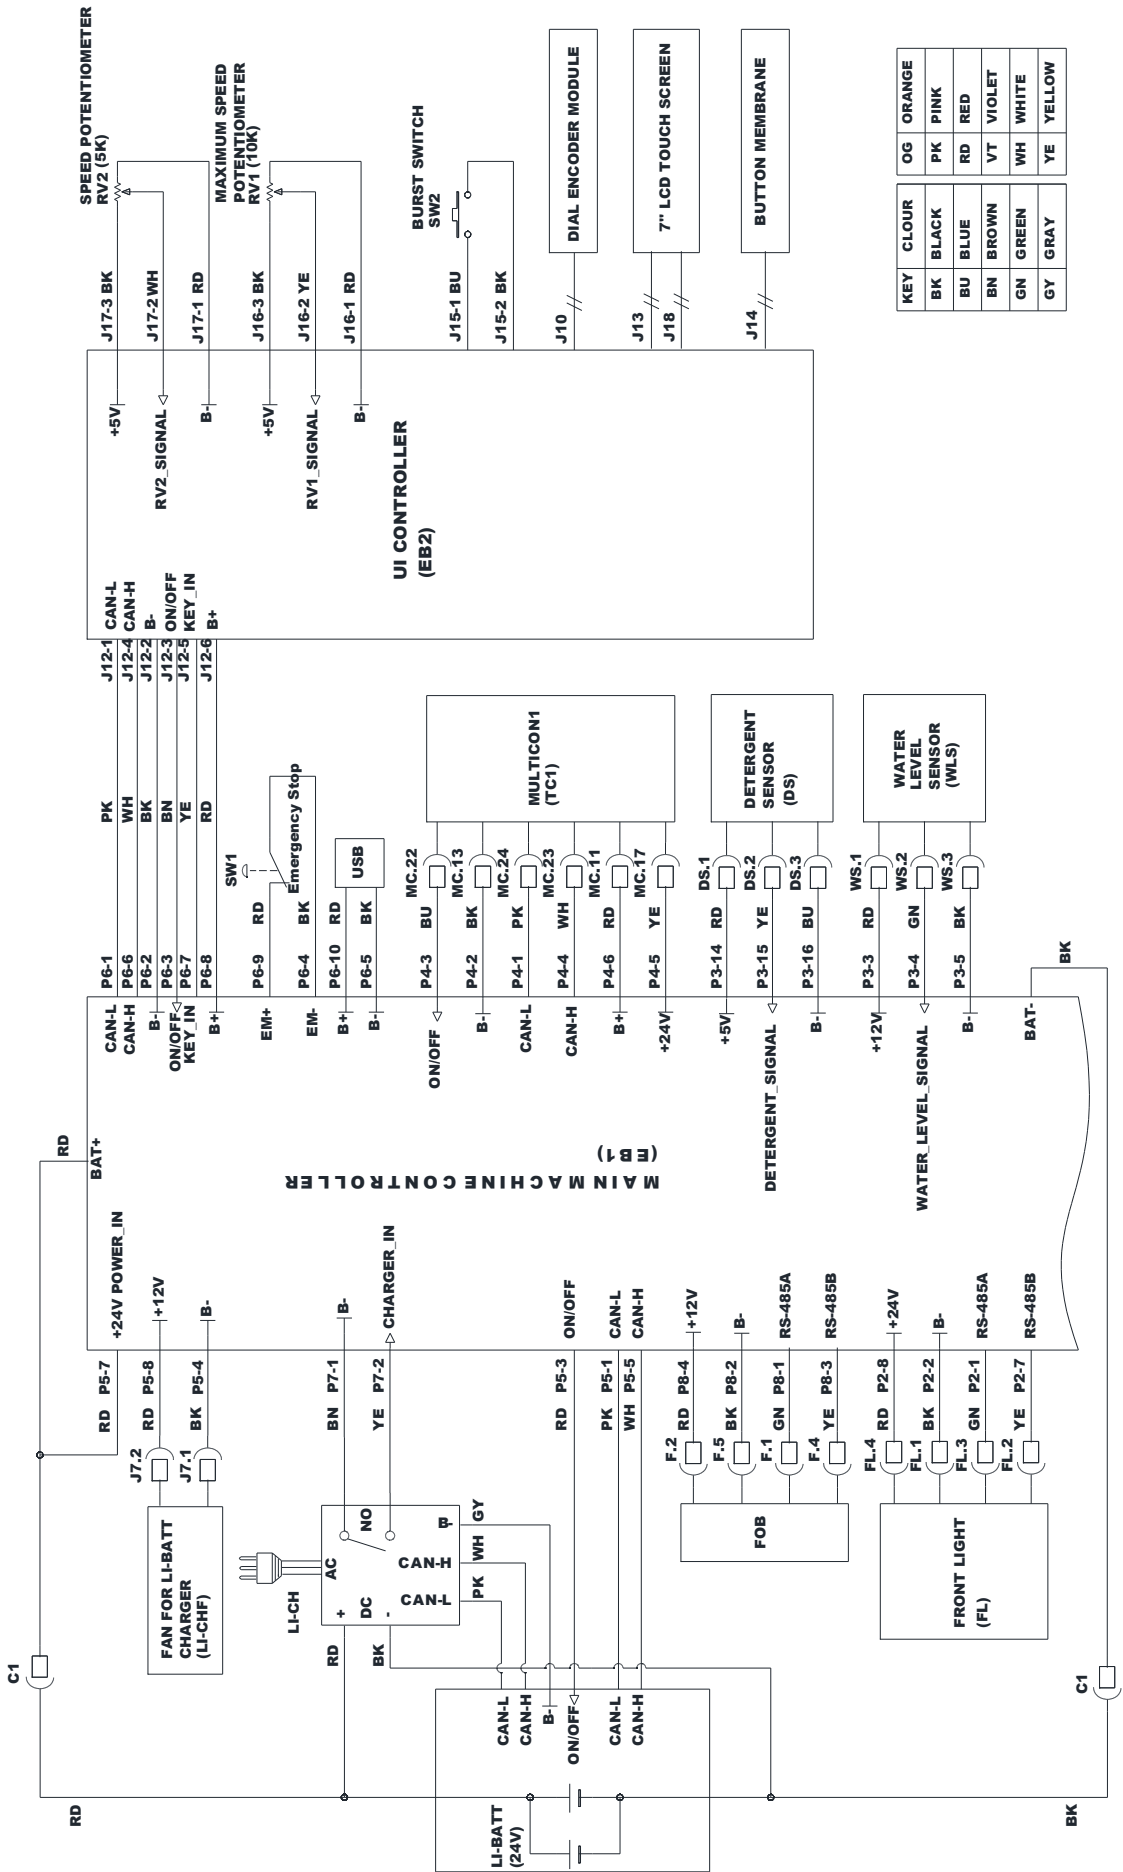 C1
RD
RD
BAT+
RD P5-7 +24V POWER_IN
J7.2 RD P5-8 +12V
J7.1 BK P5-4 B-
FAN FOR LI-BATT
CHARGER
(LI-CHF)
LI-CH
AC
NO
+
DC
-
B-
CAN-H
CAN-L
BN P7-1 B-
YE P7-2 CHARGER_IN
RD
BK
GY
WH
PK
CAN-L
CAN-H
B-
ON/OFF
CAN-L
CAN-H
LI-BATT
(24V)
RD P5-3 ON/OFF
PK P5-1 CAN-L
WH P5-5 CAN-H
FOB
F.2 RD P8-4 +12V
F.5 BK P8-2 B-
F.1 GN P8-1 RS-485A
F.4 YE P8-3 RS-485B
FRONT LIGHT
(FL)
FL.4 RD P2-8 +24V
FL.1 BK P2-2 B-
FL.3 GN P2-1 RS-485A
FL.2 YE P2-7 RS-485B
BK
C1
MAIN MACHINE CONTROLLER
(EB1)
CAN-L P6-1 PK J12-1 CAN-L
CAN-H P6-6 WH J12-4 CAN-H
B- P6-2 BK J12-2 B-
ON/OFF P6-3 BN J12-3 ON/OFF
KEY_IN P6-7 YE J12-5 KEY_IN
B+ P6-8 RD J12-6 B+
SW1
EM+ P6-9 RD
Emergency Stop
EM- P6-4 BK
B+ P6-10 RD
B- P6-5 BK
USB
ON/OFF P4-3 BU MC.22
B- P4-2 BK MC.13
CAN-L P4-1 PK MC.24
CAN-H P4-4 WH MC.23
B+ P4-6 RD MC.11
+24V P4-5 YE MC.17
MULTICON1
(TC1)
+5V P3-14 RD DS.1
DETERGENT_SIGNAL P3-15 YE DS.2
B- P3-16 BU DS.3
DETERGENT
SENSOR
(DS)
+12V P3-3 RD WS.1
WATER_LEVEL_SIGNAL P3-4 GN WS.2
B- P3-5 BK WS.3
WATER
LEVEL
SENSOR
(WLS)
BAT-
BK
UI CONTROLLER
(EB2)
+5V J17-3 BK
RV2_SIGNAL J17-2 WH
B- J17-1 RD
SPEED POTENTIOMETER
RV2 (5K)
+5V J16-3 BK
RV1_SIGNAL J16-2 YE
B- J16-1 RD
MAXIMUM SPEED
POTENTIOMETER
RV1 (10K)
J15-1 BU
J15-2 BK
BURST SWITCH
SW2
J10
DIAL ENCODER MODULE
J13
J18
7" LCD TOUCH SCREEN
J14
BUTTON MEMBRANE
KEY CLOUR
BK BLACK
BU BLUE
BN BROWN
GN GREEN
GY GRAY
OG ORANGE
PK PINK
RD RED
VT VIOLET
WH WHITE
YE YELLOW